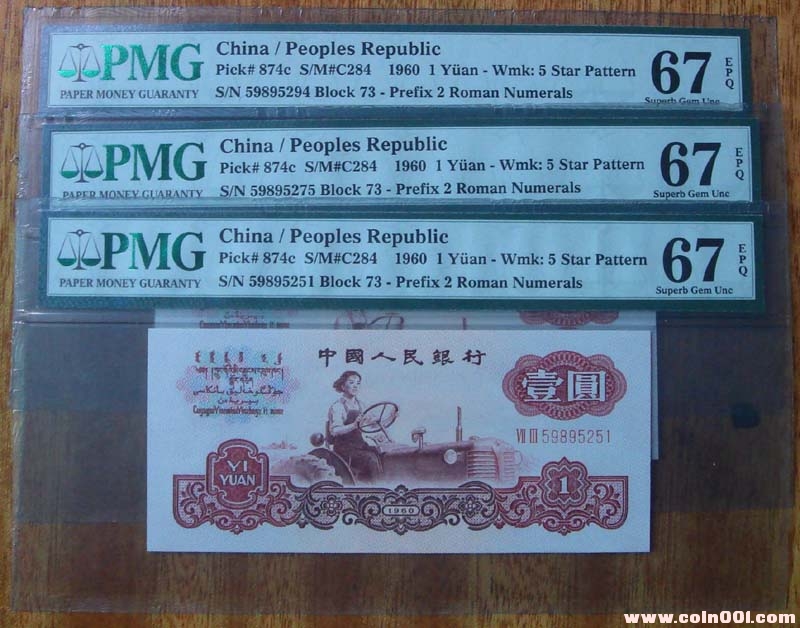 PMG
PAPER MONEY GUARANTY
China / Peoples Republic
Pick# 874c S/M#C284 1960 1 Yüan - Wmk: 5 Star Pattern
S/N 59895294 Block 73 - Prefix 2 Roman Numerals
67
EPQ
Superb Gem Unc
PMG
PAPER MONEY GUARANTY
China / Peoples Republic
Pick# 874c S/M#C284 1960 1 Yüan - Wmk: 5 Star Pattern
S/N 59895275 Block 73 - Prefix 2 Roman Numerals
67
EPQ
Superb Gem Unc
PMG
PAPER MONEY GUARANTY
China / Peoples Republic
Pick# 874c S/M#C284 1960 1 Yüan - Wmk: 5 Star Pattern
S/N 59895251 Block 73 - Prefix 2 Roman Numerals
67
EPQ
Superb Gem Unc
中國人民銀行
壹圓
VII III 59895251
YI
YUAN
1960
1
www.coin001.com